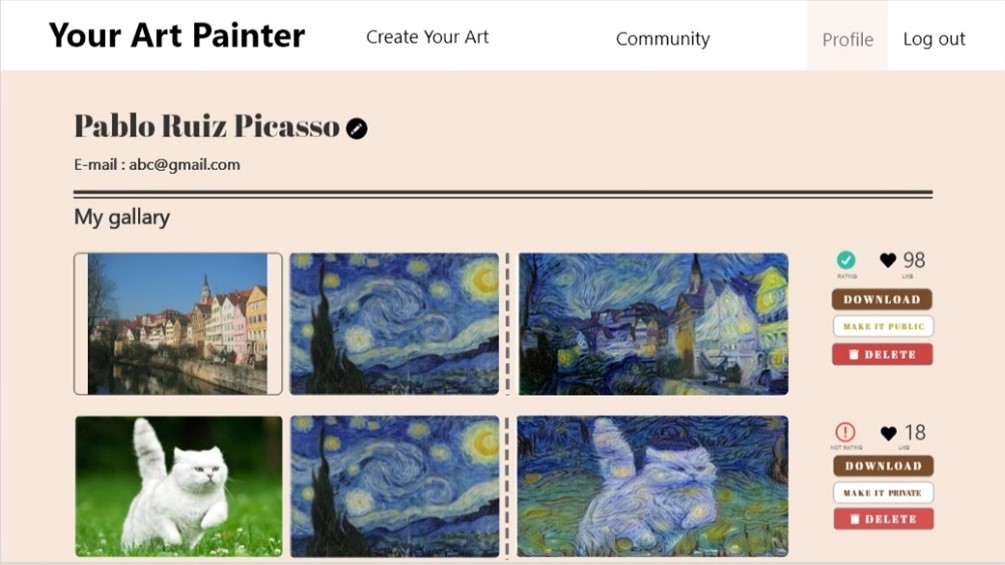 Your Art Painter
Create Your Art
Community
Profile
Log out
Pablo Ruiz Picasso
E-mail : abc@gmail.com
My gallary
98
RATING
LIKE
DOWNLOAD
MAKE IT PUBLIC
DELETE
18
NOT RATING
LIKE
DOWNLOAD
MAKE IT PRIVATE
DELETE